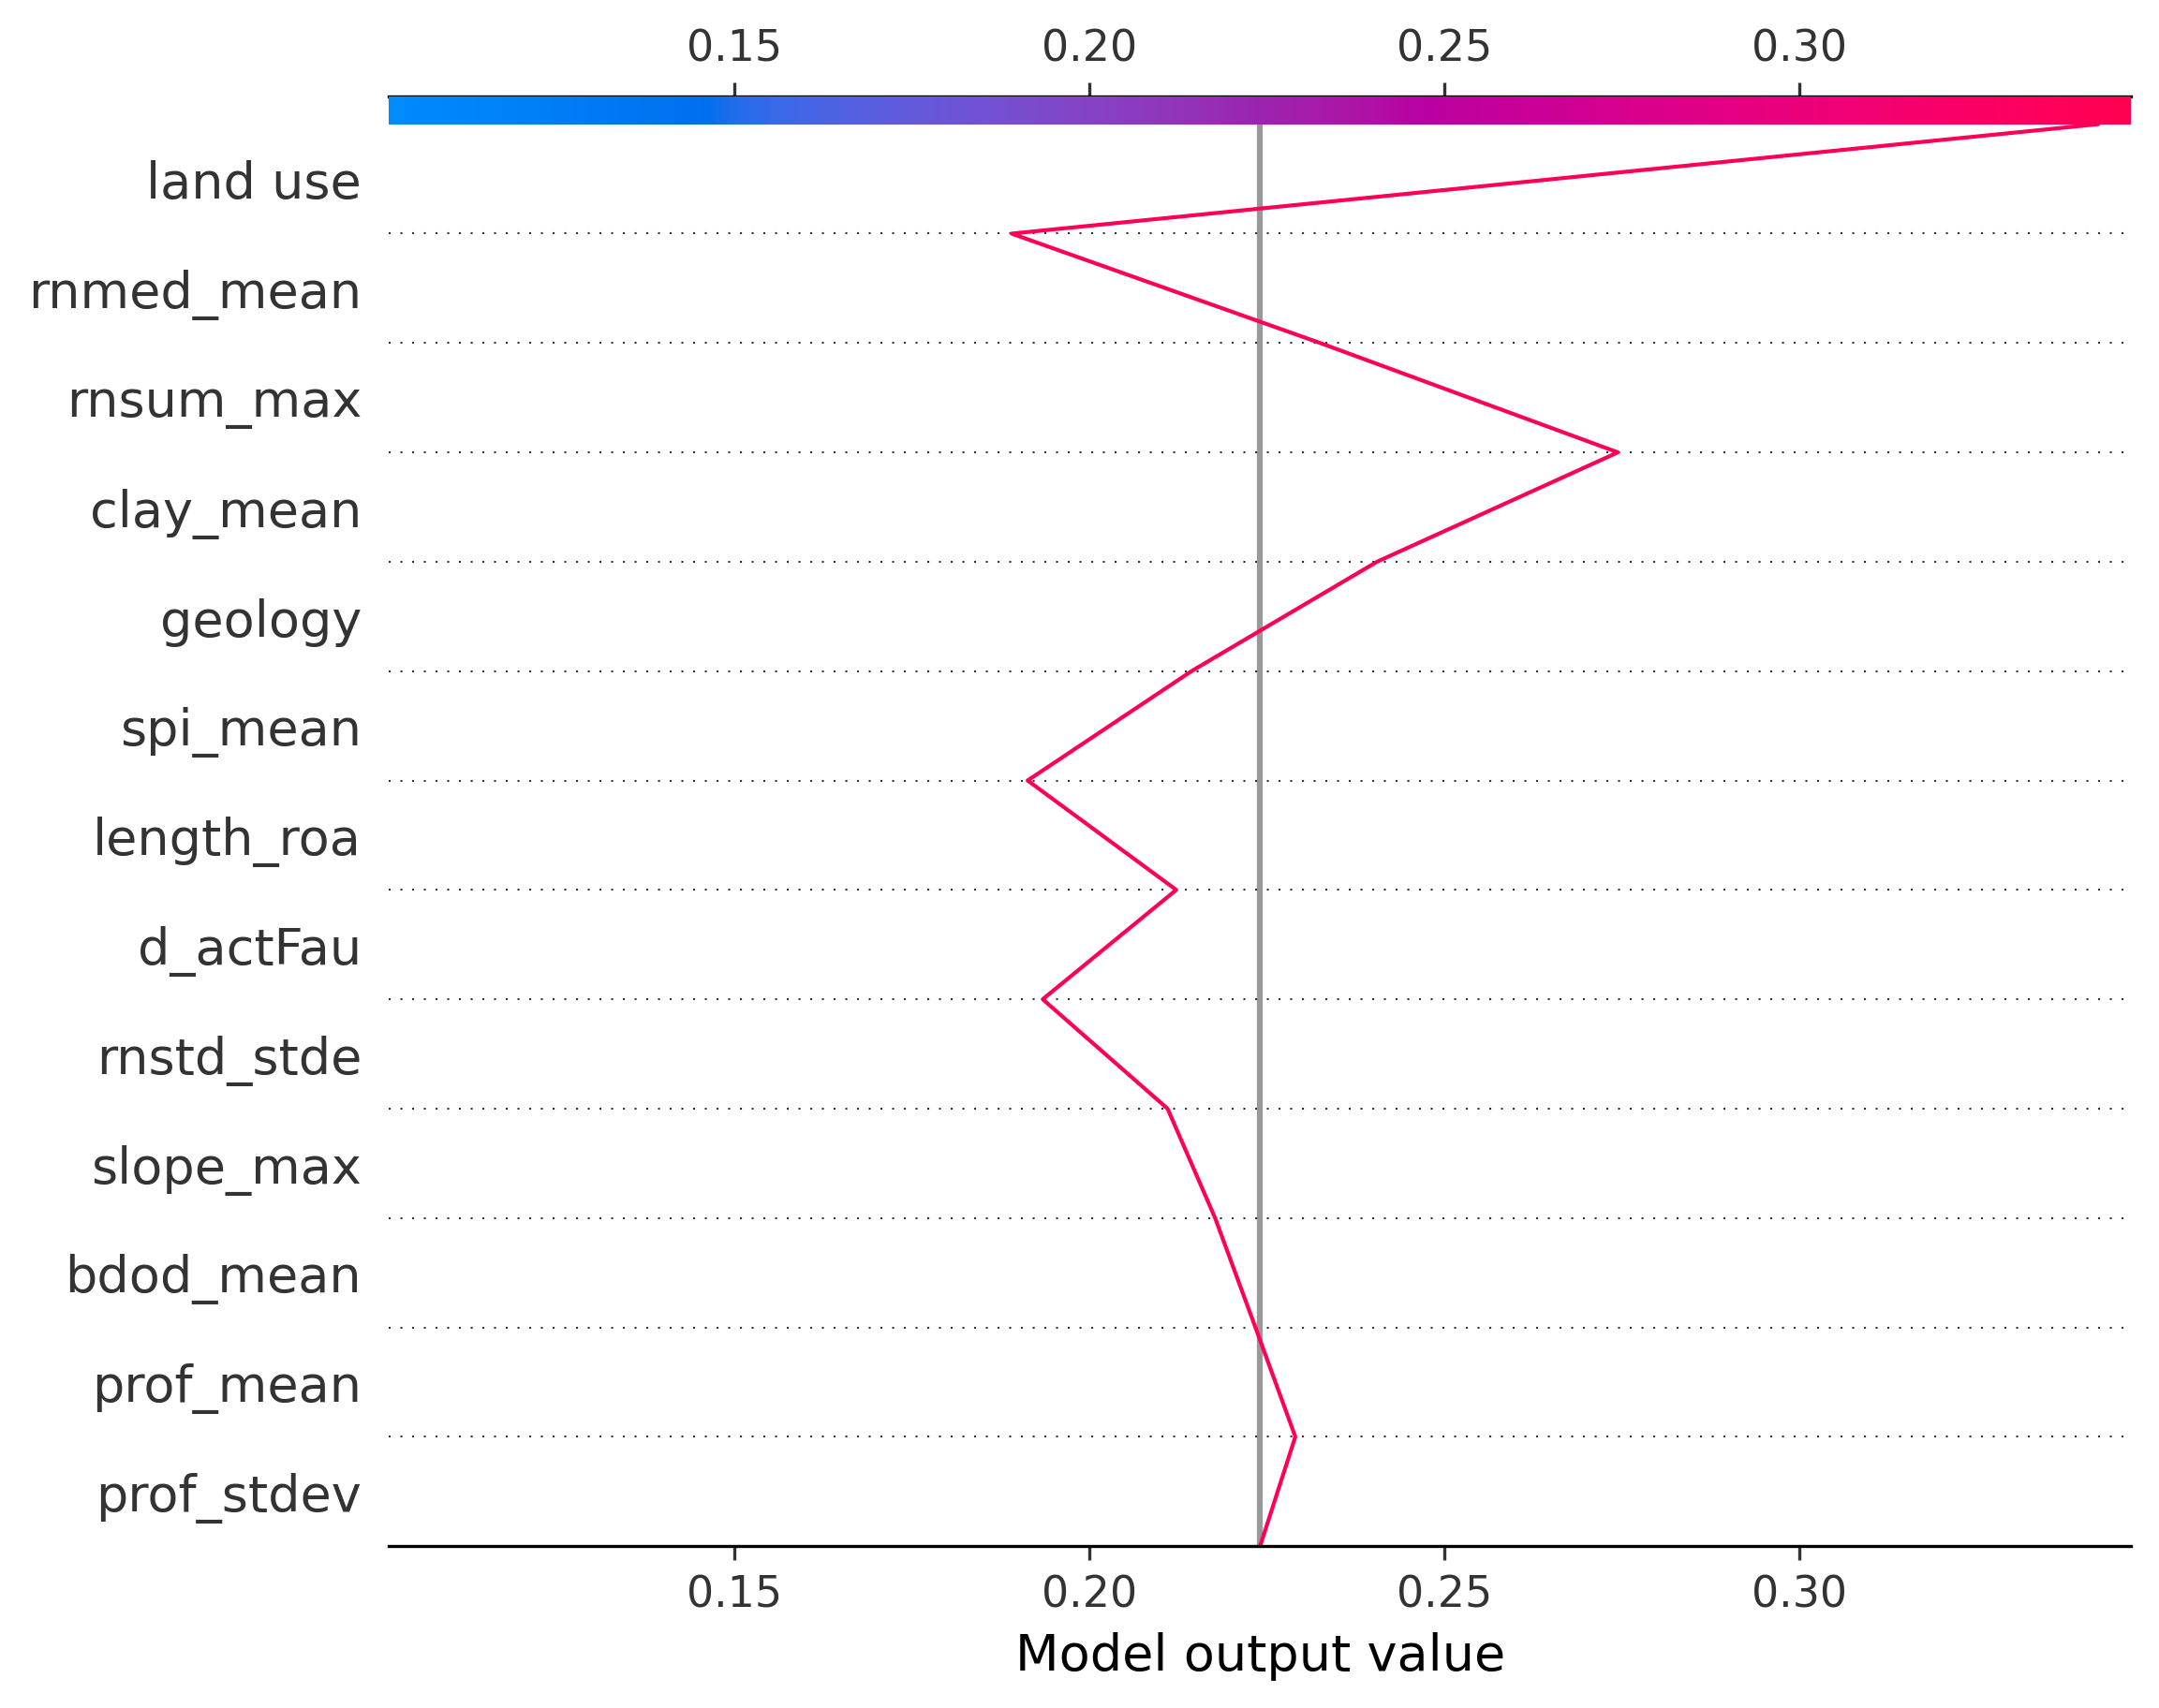 0.15 0.20 0.25 0.30
land use
rnmed_mean
rnsum_max
clay_mean
geology
spi_mean
length_roa
d_actFau
rnstd_stde
slope_max
bdod_mean
prof_mean
prof_stdev
0.15 0.20 0.25 0.30
Model output value